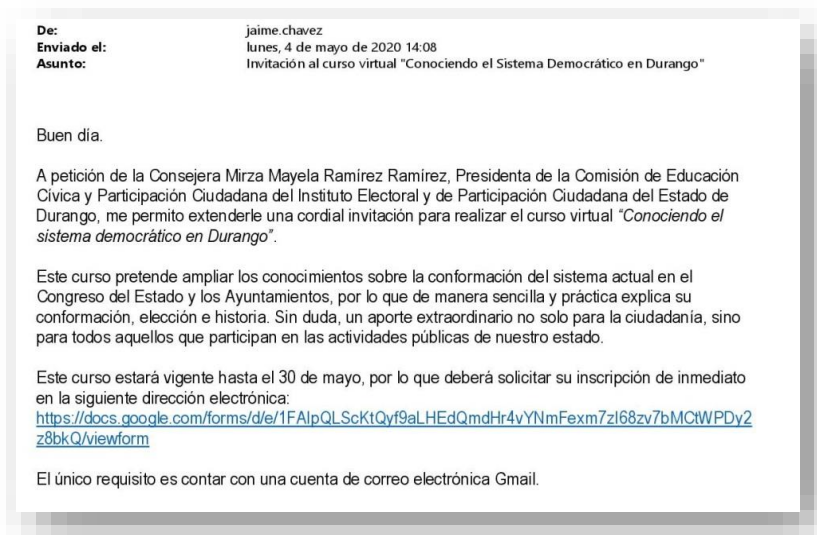 De: jaime.chavez
Enviado el: lunes, 4 de mayo de 2020 14:08
Asunto: Invitación al curso virtual "Conociendo el Sistema Democrático en Durango"
Buen día.
A petición de la Consejera Mirza Mayela Ramírez Ramírez, Presidenta de la Comisión de Educación
Cívica y Participación Ciudadana del Instituto Electoral y de Participación Ciudadana del Estado de
Durango, me permito extenderle una cordial invitación para realizar el curso virtual “Conociendo el
sistema democrático en Durango”.
Este curso pretende ampliar los conocimientos sobre la conformación del sistema actual en el
Congreso del Estado y los Ayuntamientos, por lo que de manera sencilla y práctica explica su
conformación, elección e historia. Sin duda, un aporte extraordinario no solo para la ciudadanía, sino
para todos aquellos que participan en las actividades públicas de nuestro estado.
Este curso estará vigente hasta el 30 de mayo, por lo que deberá solicitar su inscripción de inmediato
en la siguiente dirección electrónica:
https://docs.google.com/forms/d/e/1FAIpQLScKtQyf9aLHEdQmdHr4vYNmFexm7zI68zv7bMCtWPDy2
z8bkQ/viewform
El único requisito es contar con una cuenta de correo electrónica Gmail.